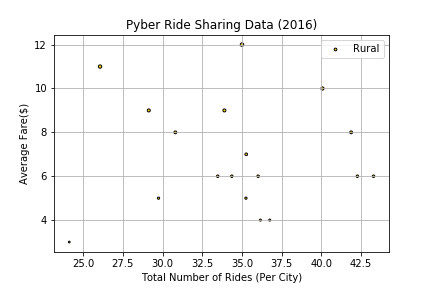 Pyber Ride Sharing Data (2016)
Rural
12
10
8
6
4
Average Fare($)
25.0 27.5 30.0 32.5 35.0 37.5 40.0 42.5
Total Number of Rides (Per City)